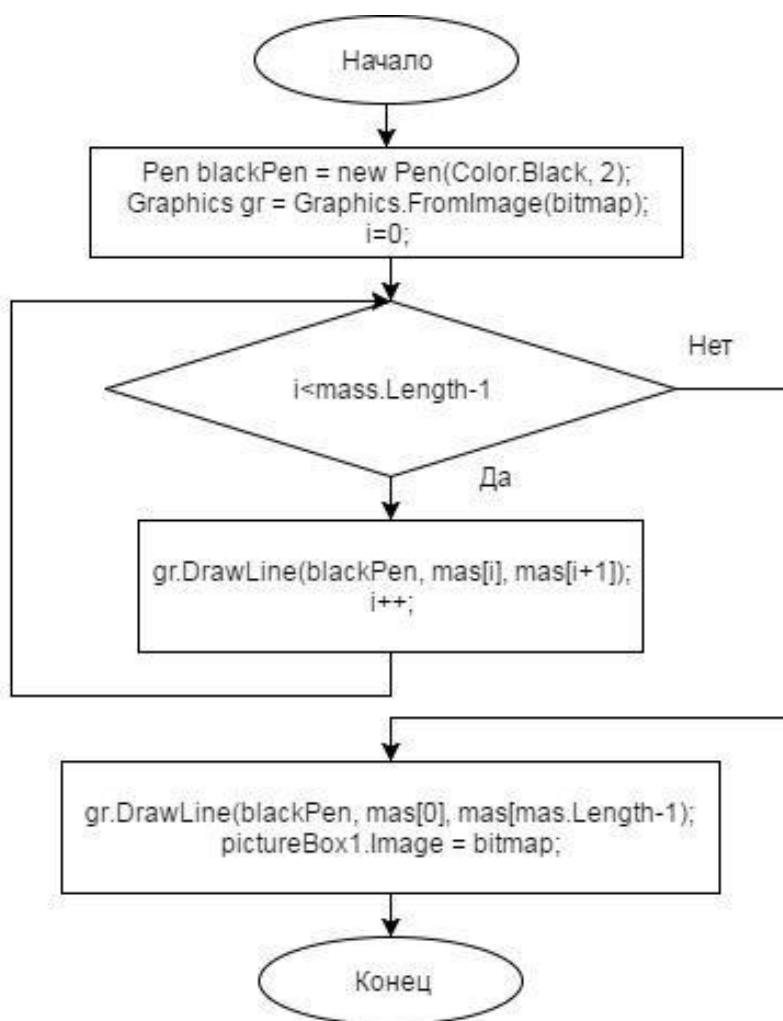 Начало
Pen blackPen = new Pen(Color.Black, 2);
Graphics gr = Graphics.FromImage(bitmap);
i=0;
Нет
i<mass.Length-1
Да
gr.DrawLine(blackPen, mas[i], mas[i+1]);
i++;
gr.DrawLine(blackPen, mas[0], mas[mas.Length-1);
pictureBox1.Image = bitmap;
Конец